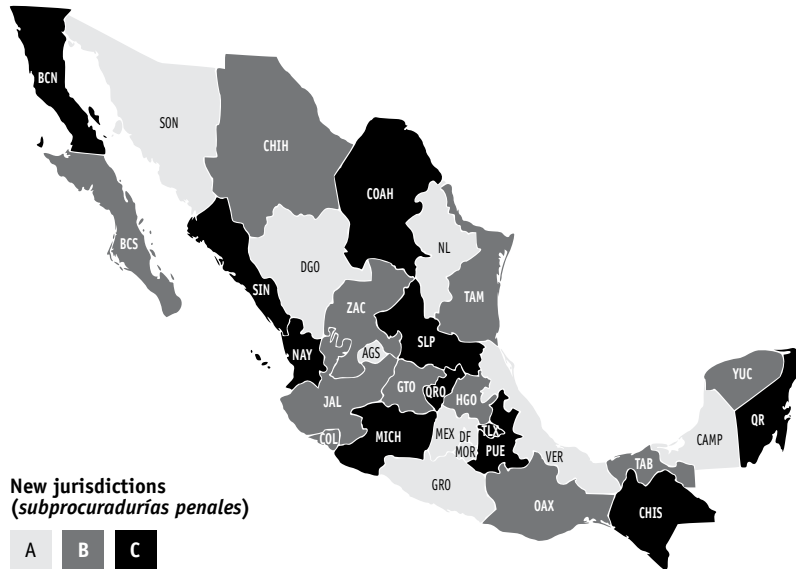 BCN
SON
CHIH
COAH
BCS
NL
DGO
SIN
TAM
ZAC
SLP
NAY
AGS
YUC
GTO
QRO
HGO
JAL
QR
TLX
COL
MICH
MEX
DF
MOR
PUE
VER
CAMP
TAB
GRO
OAX
CHIS
New jurisdictions
(subprocuradurías penales)
A B C